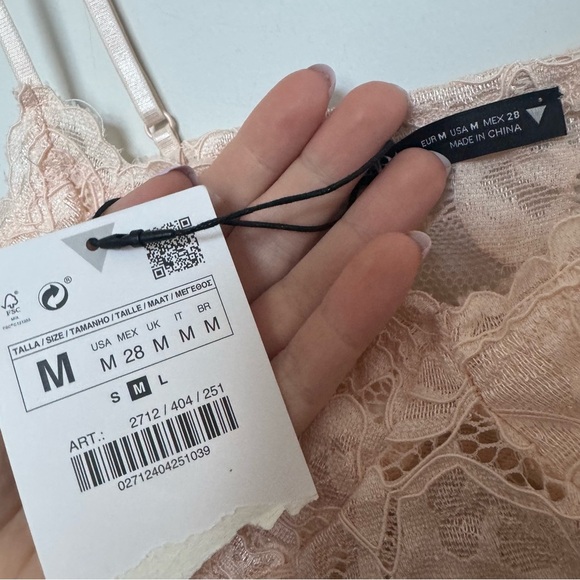 EUR M USA M MEX 28
MADE IN CHINA
FSC
TALLA / SIZE / TAMANHO / TAILLE / MAAT / ΜΕΓΕΘΟΣ
M
USA MEX UK IT BR
M 28 M M M
S M L
ART.: 2712 / 404 / 251
02712404251039